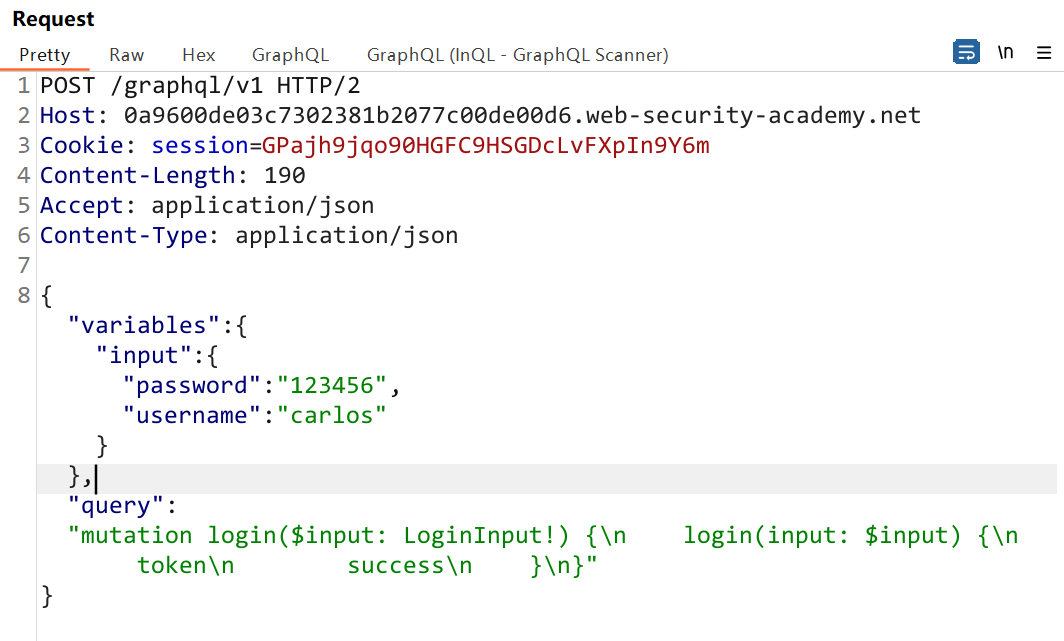 Request
Pretty Raw Hex GraphQL GraphQL (InQL - GraphQL Scanner) \n
1 POST /graphql/v1 HTTP/2
2 Host: 0a9600de03c7302381b2077c00de00d6.web-security-academy.net
3 Cookie: session=GPajh9jqo90HGFC9HSGDcLvFXpIn9Y6m
4 Content-Length: 190
5 Accept: application/json
6 Content-Type: application/json
7
8 {
"variables":{
"input":{
"password":"123456",
"username":"carlos"
}
},
"query":
"mutation login($input: LoginInput!) {\n    login(input: $input) {\n
token\n        success\n    }\n}"
}